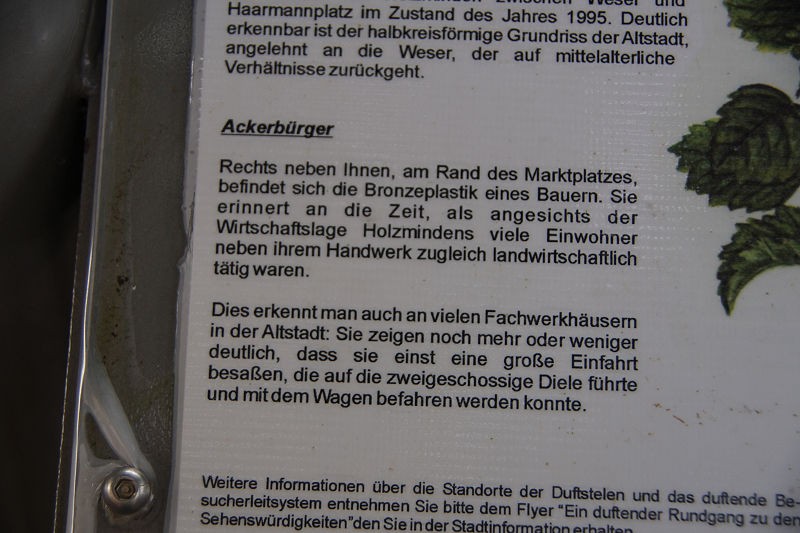 zwischen Weser und
Haarmannplatz im Zustand des Jahres 1995. Deutlich
erkennbar ist der halbkreisförmige Grundriss der Altstadt,
angelehnt an die Weser, der auf mittelalterliche
Verhältnisse zurückgeht.
Ackerbürger
Rechts neben Ihnen, am Rand des Marktplatzes,
befindet sich die Bronzeplastik eines Bauern. Sie
erinnert an die Zeit, als angesichts der
Wirtschaftslage Holzmindens viele Einwohner
neben ihrem Handwerk zugleich landwirtschaftlich
tätig waren.
Dies erkennt man auch an vielen Fachwerkhäusern
in der Altstadt: Sie zeigen noch mehr oder weniger
deutlich, dass sie einst eine große Einfahrt
besaßen, die auf die zweigeschossige Diele führte
und mit dem Wagen befahren werden konnte.
Weitere Informationen über die Standorte der Duftstelen und das duftende Be-
sucherleitsystem entnehmen Sie bitte dem Flyer "Ein duftender Rundgang zu den
Sehenswürdigkeiten"den Sie in der Stadtinformation erhalten